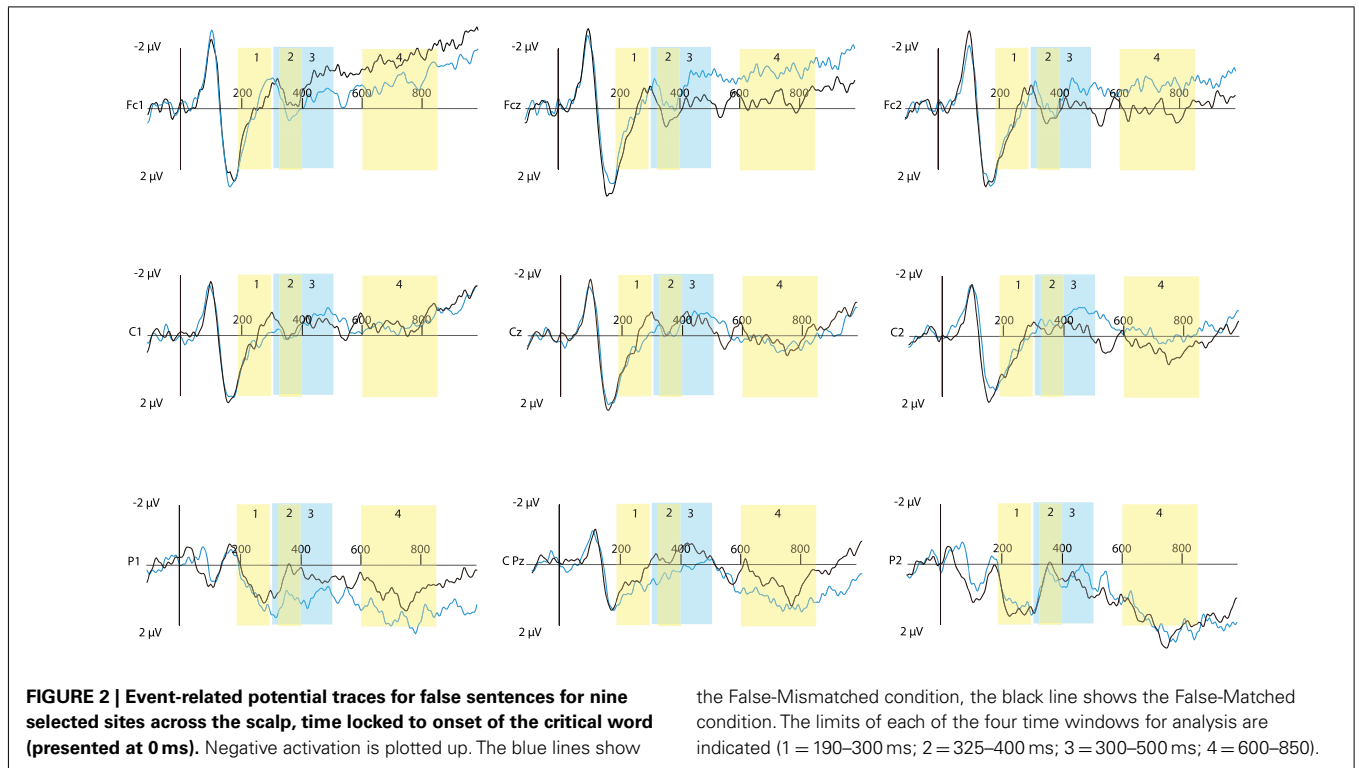 -2 µV
1
2
3
4
Fc1
200
400
600
800
2 µV
-2 µV
1
2
3
4
Fcz
200
400
600
800
2 µV
-2 µV
1
2
3
4
Fc2
200
400
600
800
2 µV
-2 µV
1
2
3
4
C1
200
400
600
800
2 µV
-2 µV
1
2
3
4
Cz
200
400
600
800
2 µV
-2 µV
1
2
3
4
C2
200
400
600
800
2 µV
-2 µV
1
2
3
4
P1
200
400
600
800
2 µV
-2 µV
1
2
3
4
C Pz
200
400
600
800
2 µV
-2 µV
1
2
3
4
P2
200
400
600
800
2 µV
FIGURE 2 | Event-related potential traces for false sentences for nine
selected sites across the scalp, time locked to onset of the critical word
(presented at 0 ms). Negative activation is plotted up. The blue lines show
the False-Mismatched condition, the black line shows the False-Matched
condition. The limits of each of the four time windows for analysis are
indicated (1 = 190–300 ms; 2 = 325–400 ms; 3 = 300–500 ms; 4 = 600–850).